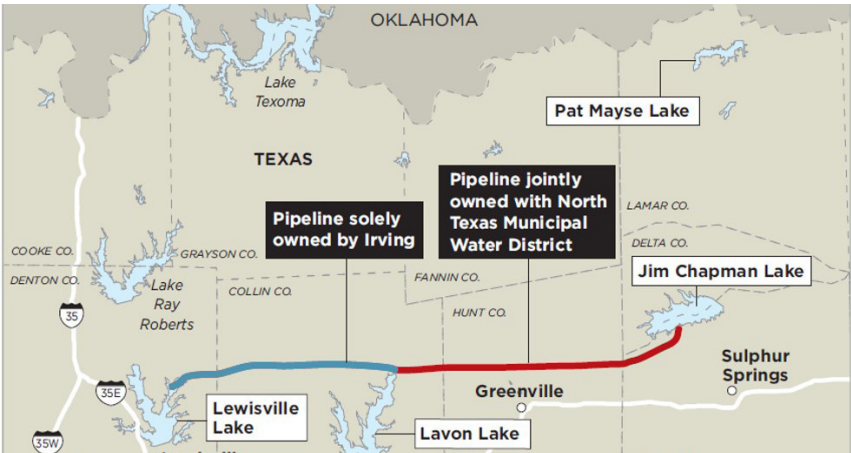 OKLAHOMA
Lake
Texoma
Pat Mayse Lake
TEXAS
Pipeline jointly
owned with North
Texas Municipal
Water District
Pipeline solely
owned by Irving
LAMAR CO.
DELTA CO.
COOKE CO.
GRAYSON CO.
DENTON CO.
COLLIN CO.
FANNIN CO.
HUNT CO.
Jim Chapman Lake
Lake
Ray
Roberts
35
Sulphur
Springs
35E
Greenville
Lewisville
Lake
Lavon Lake
35W